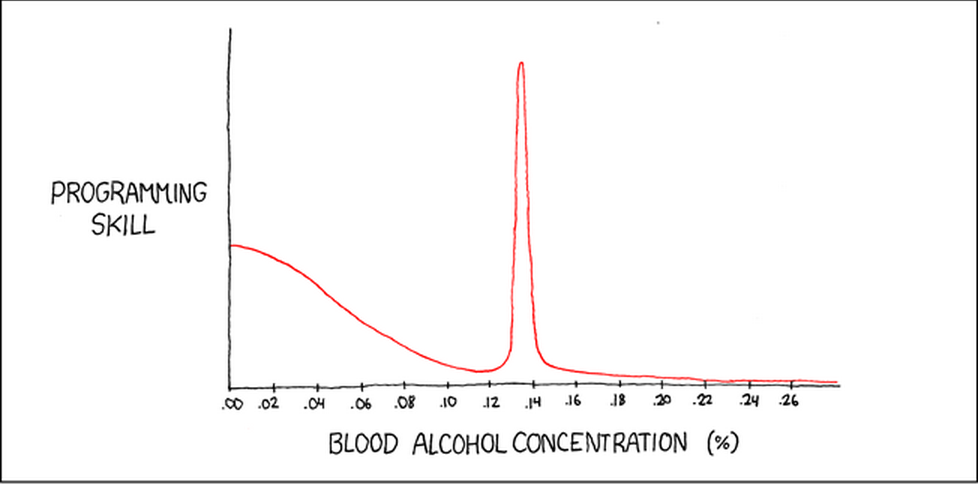 PROGRAMMING
SKILL
.00 .02 .04 .06 .08 .10 .12 .14 .16 .18 .20 .22 .24 .26
BLOOD ALCOHOL CONCENTRATION (%)